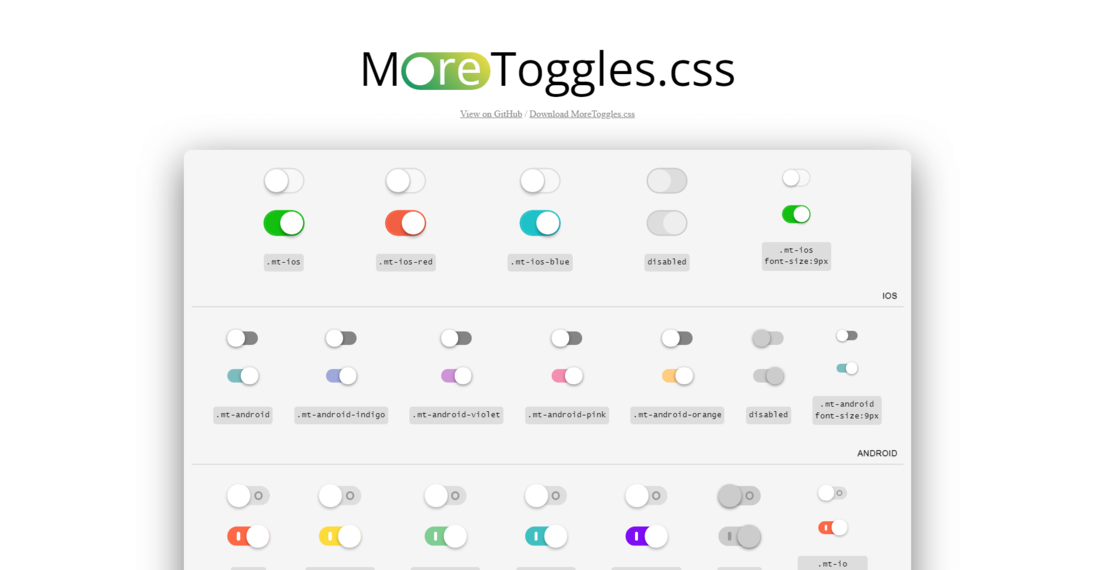 MoreToggles.css
View on GitHub / Download MoreToggles.css
.mt-ios
.mt-ios-red
.mt-ios-blue
disabled
.mt-ios
font-size:9px
IOS
.mt-android
.mt-android-indigo
.mt-android-violet
.mt-android-pink
.mt-android-orange
disabled
.mt-android
font-size:9px
ANDROID
.mt-io